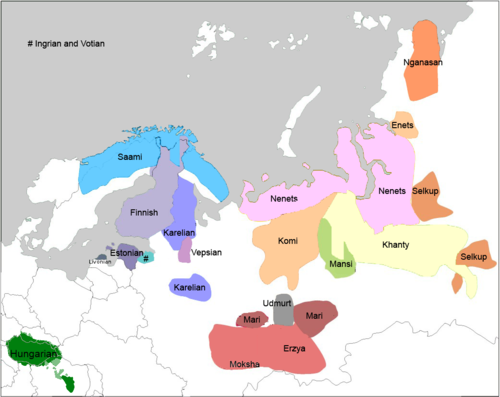 # Ingrian and Votian
Nganasan
Enets
Saami
Nenets
Nenets
Selkup
Finnish
Karelian
Komi
Khanty
Estonian
#
Vepsian
Livonian
Mansi
Selkup
Karelian
Udmurt
Mari
Mari
Hungarian
Erzya
Moksha